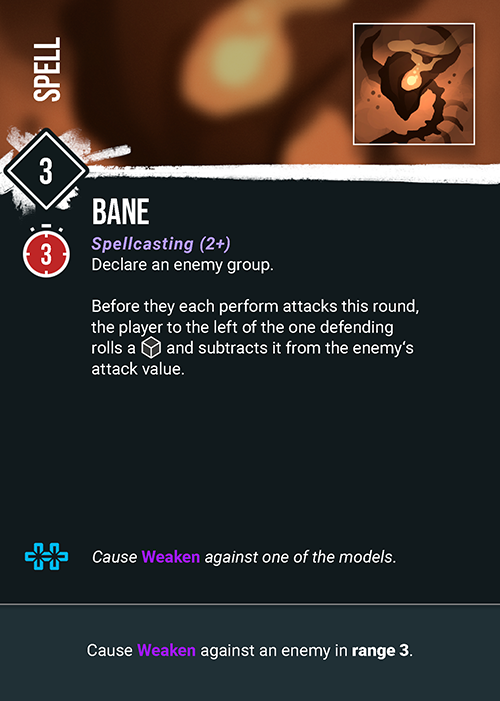 SPELL
3
BANE
3
Spellcasting (2+)
Declare an enemy group.
Before they each perform attacks this round,
the player to the left of the one defending
rolls a and subtracts it from the enemy‘s
attack value.
Cause Weaken against one of the models.
Cause Weaken against an enemy in range 3.